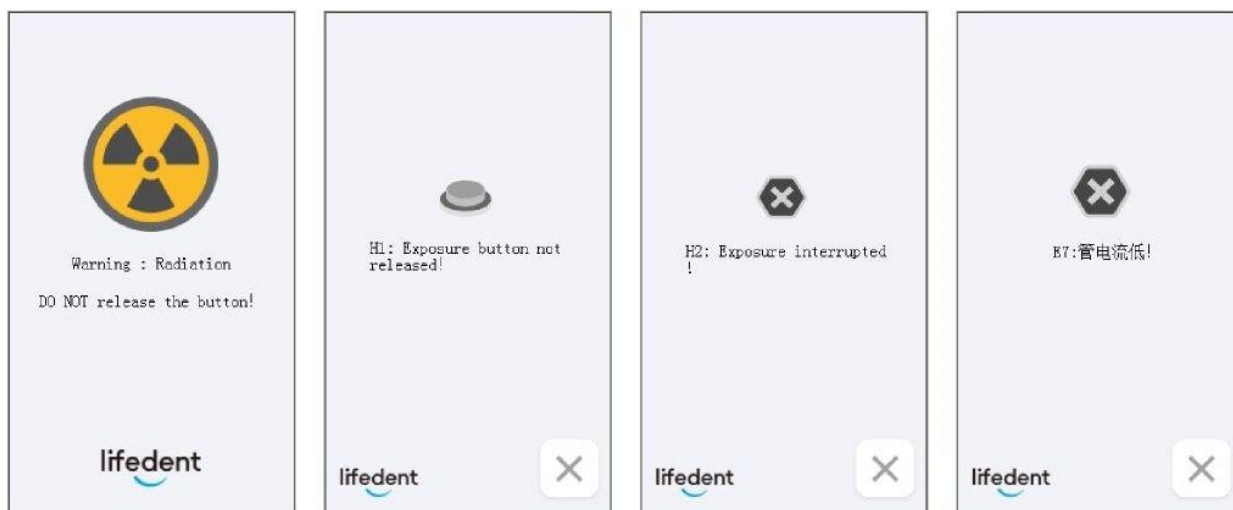 Warning : Radiation
DO NOT release the button!
lifedent
H1: Exposure button not
released!
lifedent
H2: Exposure interrupted
!
lifedent
E7:管电流低!
lifedent